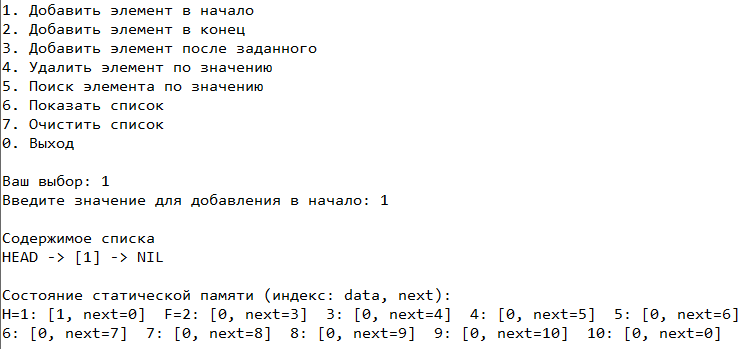 1. Добавить элемент в начало
2. Добавить элемент в конец
3. Добавить элемент после заданного
4. Удалить элемент по значению
5. Поиск элемента по значению
6. Показать список
7. Очистить список
0. Выход
Ваш выбор: 1
Введите значение для добавления в начало: 1
Содержимое списка
HEAD -> [1] -> NIL
Состояние статической памяти (индекс: data, next):
H=1: [1, next=0]  F=2: [0, next=3]  3: [0, next=4]  4: [0, next=5]  5: [0, next=6]
6: [0, next=7]  7: [0, next=8]  8: [0, next=9]  9: [0, next=10]  10: [0, next=0]